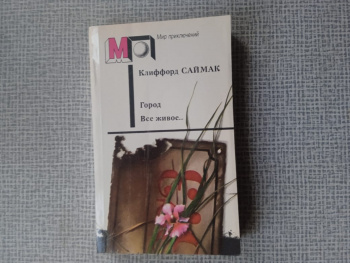 Мир приключений
МП
Клиффорд САЙМАК
Город
Все живое..